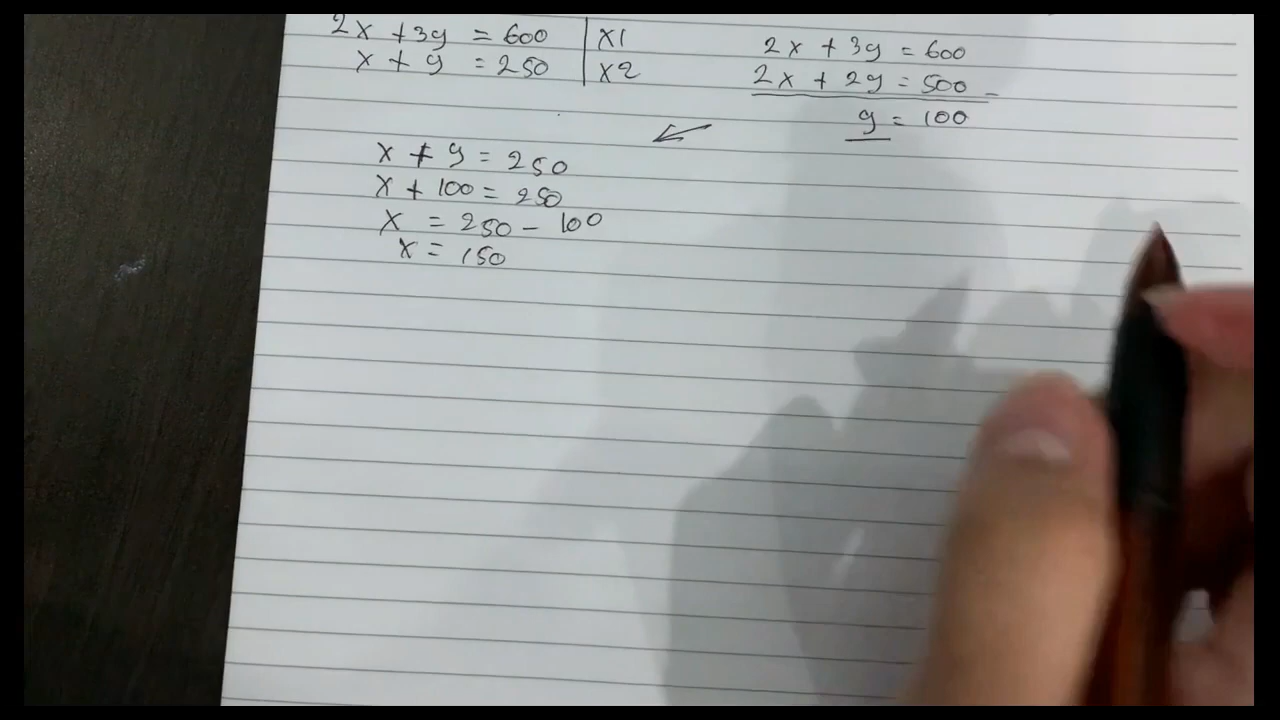 2x + 3y = 600 | x1
x + y = 250 | x2
2x + 3y = 600
2x + 2y = 500 -
y = 100
x + y = 250
x + 100 = 250
x = 250 - 100
x = 150